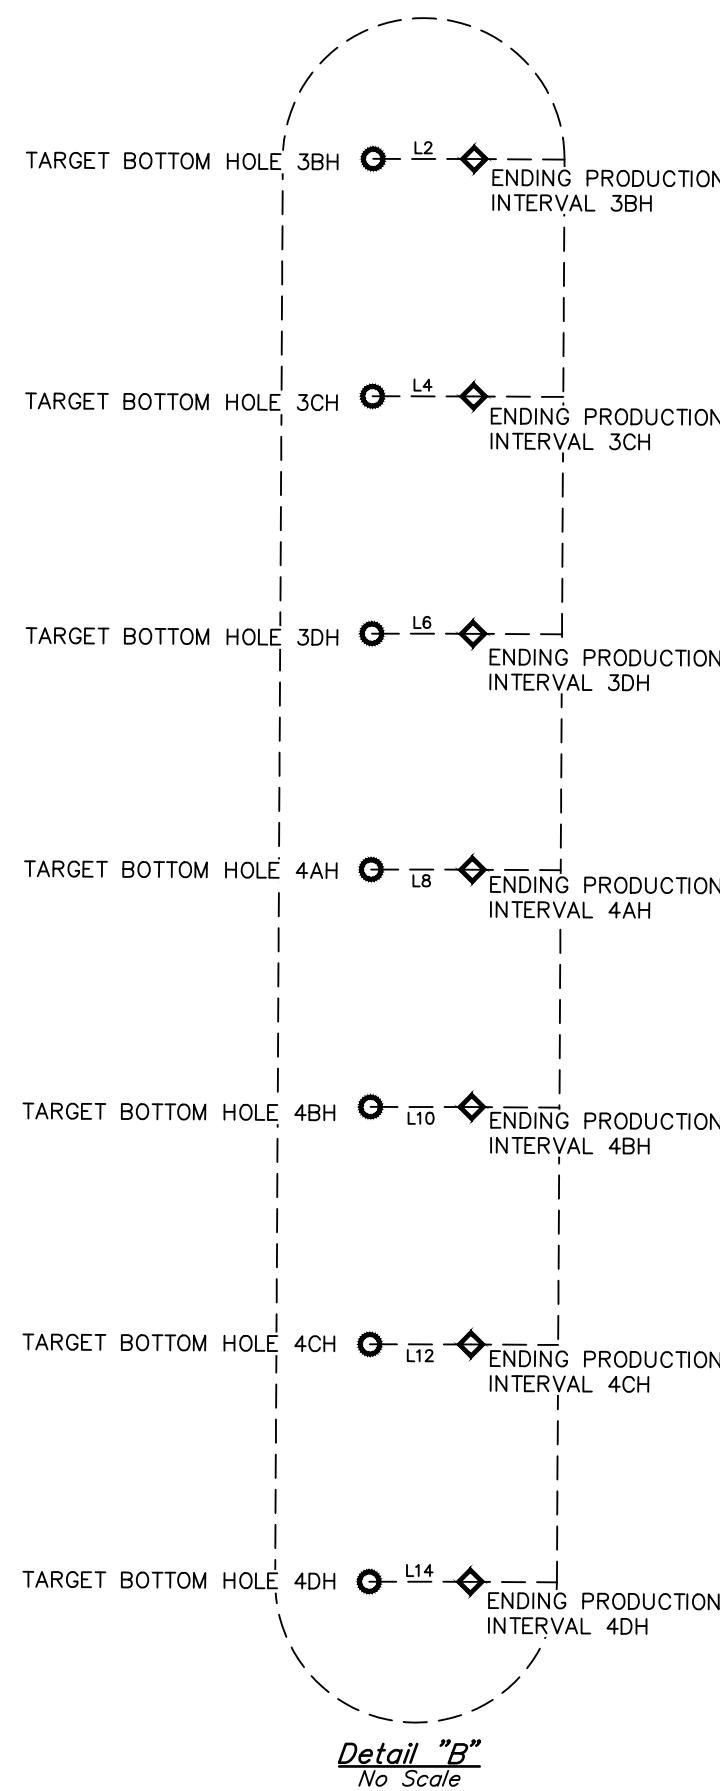 TARGET BOTTOM HOLE 3BH
L2
ENDING PRODUCTION
INTERVAL 3BH
TARGET BOTTOM HOLE 3CH
L4
ENDING PRODUCTION
INTERVAL 3CH
TARGET BOTTOM HOLE 3DH
L6
ENDING PRODUCTION
INTERVAL 3DH
TARGET BOTTOM HOLE 4AH
L8
ENDING PRODUCTION
INTERVAL 4AH
TARGET BOTTOM HOLE 4BH
L10
ENDING PRODUCTION
INTERVAL 4BH
TARGET BOTTOM HOLE 4CH
L12
ENDING PRODUCTION
INTERVAL 4CH
TARGET BOTTOM HOLE 4DH
L14
ENDING PRODUCTION
INTERVAL 4DH
Detail "B"
No Scale